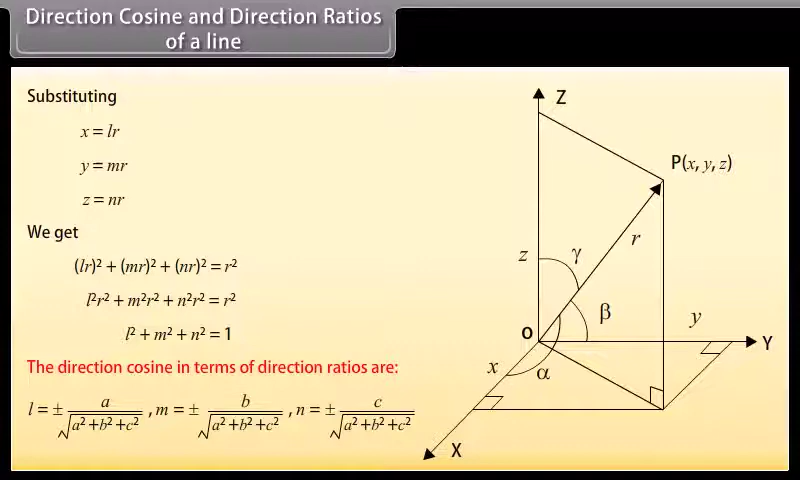 Direction Cosine and Direction Ratios
of a line
Substituting
x = lr
y = mr
z = nr
We get
(lr)² + (mr)² + (nr)² = r²
l²r² + m²r² + n²r² = r²
l² + m² + n² = 1
The direction cosine in terms of direction ratios are:
l = ± a/√(a²+b²+c²) , m = ± b/√(a²+b²+c²) , n = ± c/√(a²+b²+c²)
Z
P(x, y, z)
r
z
γ
β
y
O
Y
x
α
X